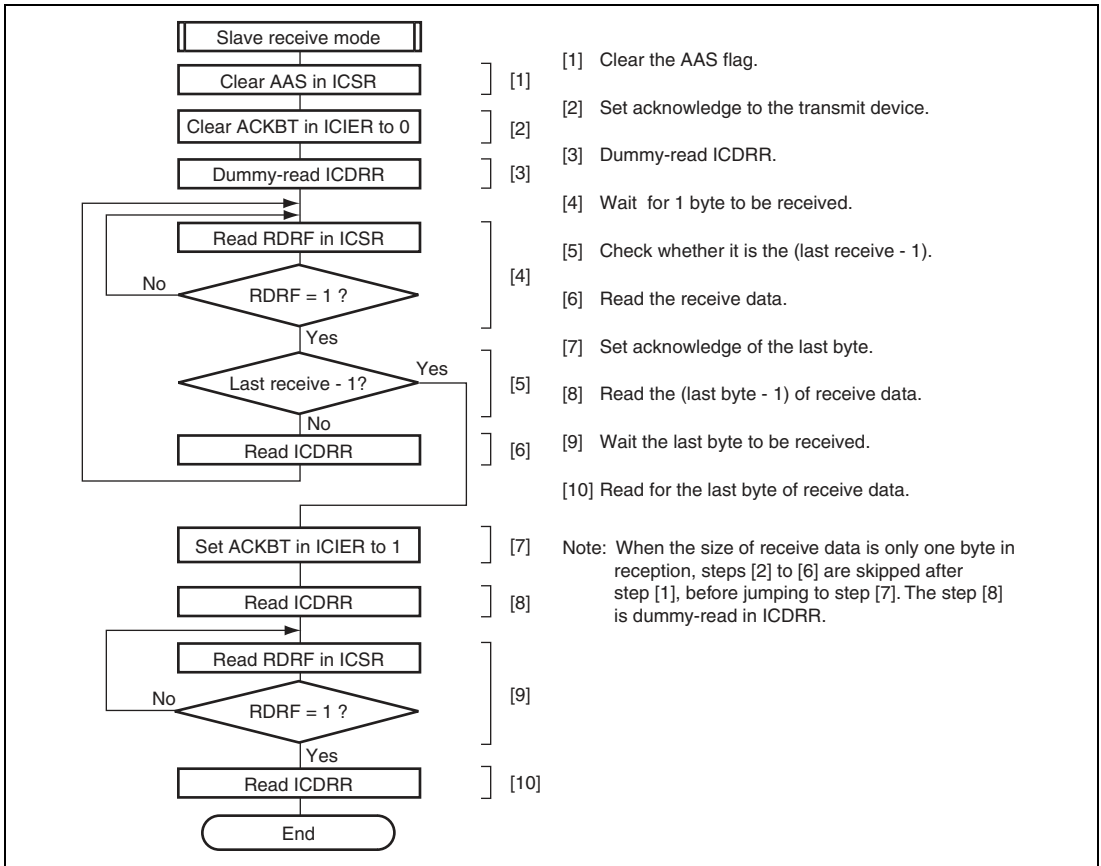 Slave receive mode
Clear AAS in ICSR
[1]
Clear ACKBT in ICIER to 0
[2]
Dummy-read ICDRR
[3]
Read RDRF in ICSR
No
RDRF = 1 ?
[4]
Yes
Last receive - 1?
Yes
[5]
No
Read ICDRR
[6]
Set ACKBT in ICIER to 1
[7]
Read ICDRR
[8]
Read RDRF in ICSR
No
RDRF = 1 ?
[9]
Yes
Read ICDRR
[10]
End
[1] Clear the AAS flag.
[2] Set acknowledge to the transmit device.
[3] Dummy-read ICDRR.
[4] Wait for 1 byte to be received.
[5] Check whether it is the (last receive - 1).
[6] Read the receive data.
[7] Set acknowledge of the last byte.
[8] Read the (last byte - 1) of receive data.
[9] Wait the last byte to be received.
[10] Read for the last byte of receive data.
Note: When the size of receive data is only one byte in
reception, steps [2] to [6] are skipped after
step [1], before jumping to step [7]. The step [8]
is dummy-read in ICDRR.